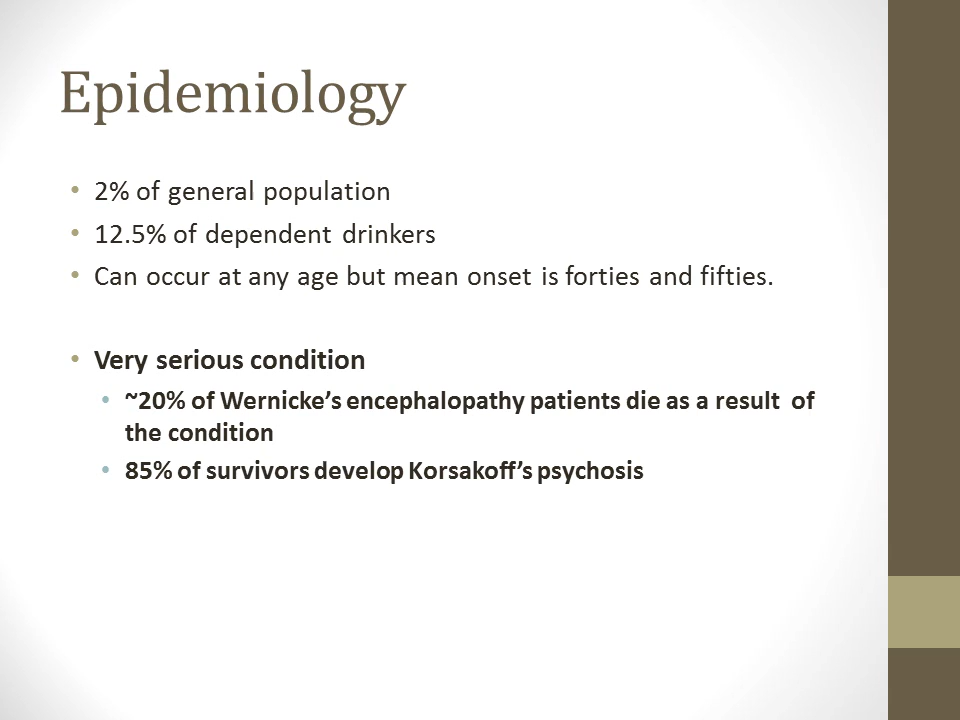 Epidemiology
• 2% of general population
• 12.5% of dependent drinkers
• Can occur at any age but mean onset is forties and fifties.
• Very serious condition
• ~20% of Wernicke’s encephalopathy patients die as a result of
the condition
• 85% of survivors develop Korsakoff’s psychosis